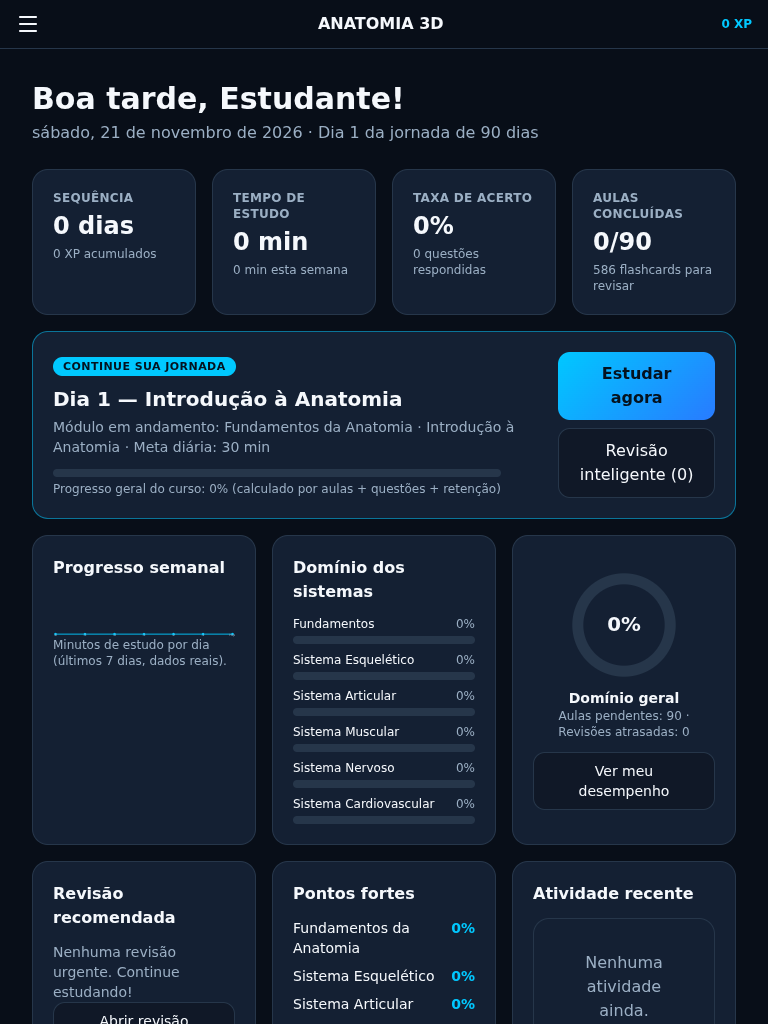 ANATOMIA 3D
0 XP
Boa tarde, Estudante!
sábado, 21 de novembro de 2026 · Dia 1 da jornada de 90 dias
SEQUÊNCIA
0 dias
0 XP acumulados
TEMPO DE
ESTUDO
0 min
0 min esta semana
TAXA DE ACERTO
0%
0 questões
respondidas
AULAS
CONCLUÍDAS
0/90
586 flashcards para
revisar
CONTINUE SUA JORNADA
Dia 1 — Introdução à Anatomia
Módulo em andamento: Fundamentos da Anatomia · Introdução à
Anatomia · Meta diária: 30 min
Progresso geral do curso: 0% (calculado por aulas + questões + retenção)
Estudar
agora
Revisão
inteligente (0)
Progresso semanal
Minutos de estudo por dia
(últimos 7 dias, dados reais).
Domínio dos
sistemas
Fundamentos 0%
Sistema Esquelético 0%
Sistema Articular 0%
Sistema Muscular 0%
Sistema Nervoso 0%
Sistema Cardiovascular 0%
0%
Domínio geral
Aulas pendentes: 90 ·
Revisões atrasadas: 0
Ver meu
desempenho
Revisão
recomendada
Nenhuma revisão
urgente. Continue
estudando!
Abrir revisão
Pontos fortes
Fundamentos da 0%
Anatomia
Sistema Esquelético 0%
Sistema Articular 0%
Atividade recente
Nenhuma
atividade
ainda.